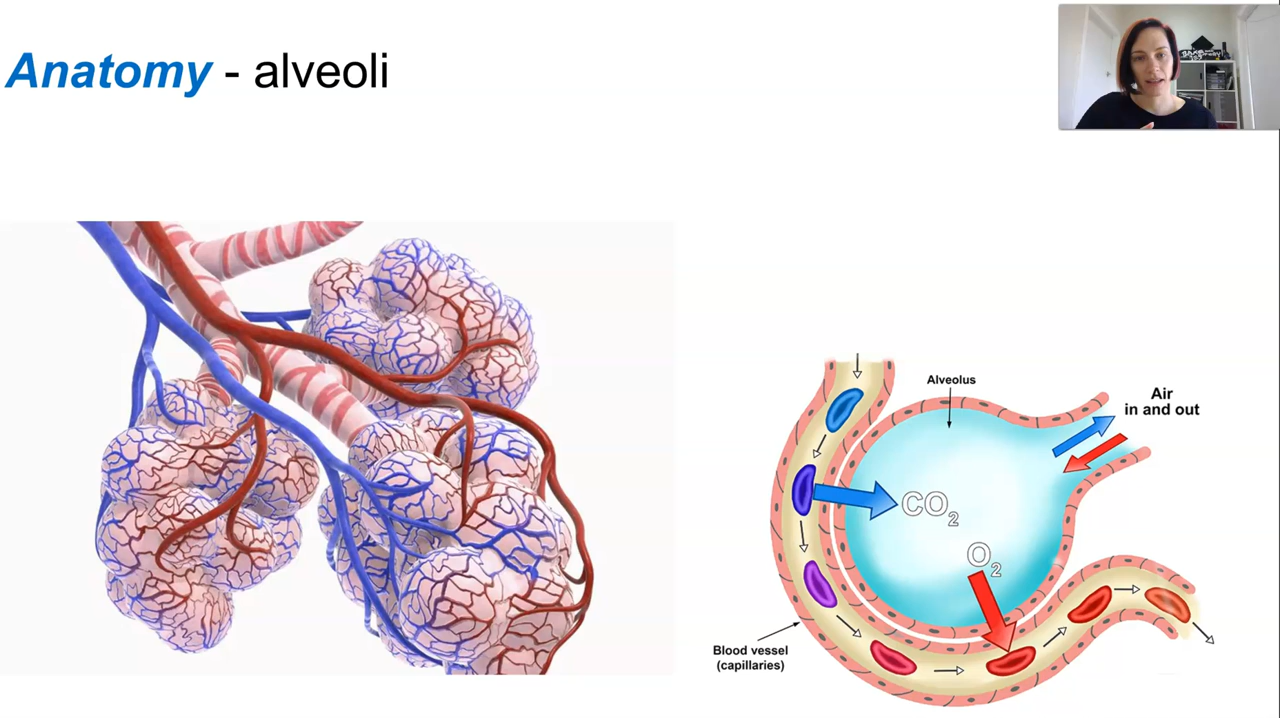 Anatomy - alveoli
Alveolus
Air
in and out
CO2
O2
Blood vessel
(capillaries)